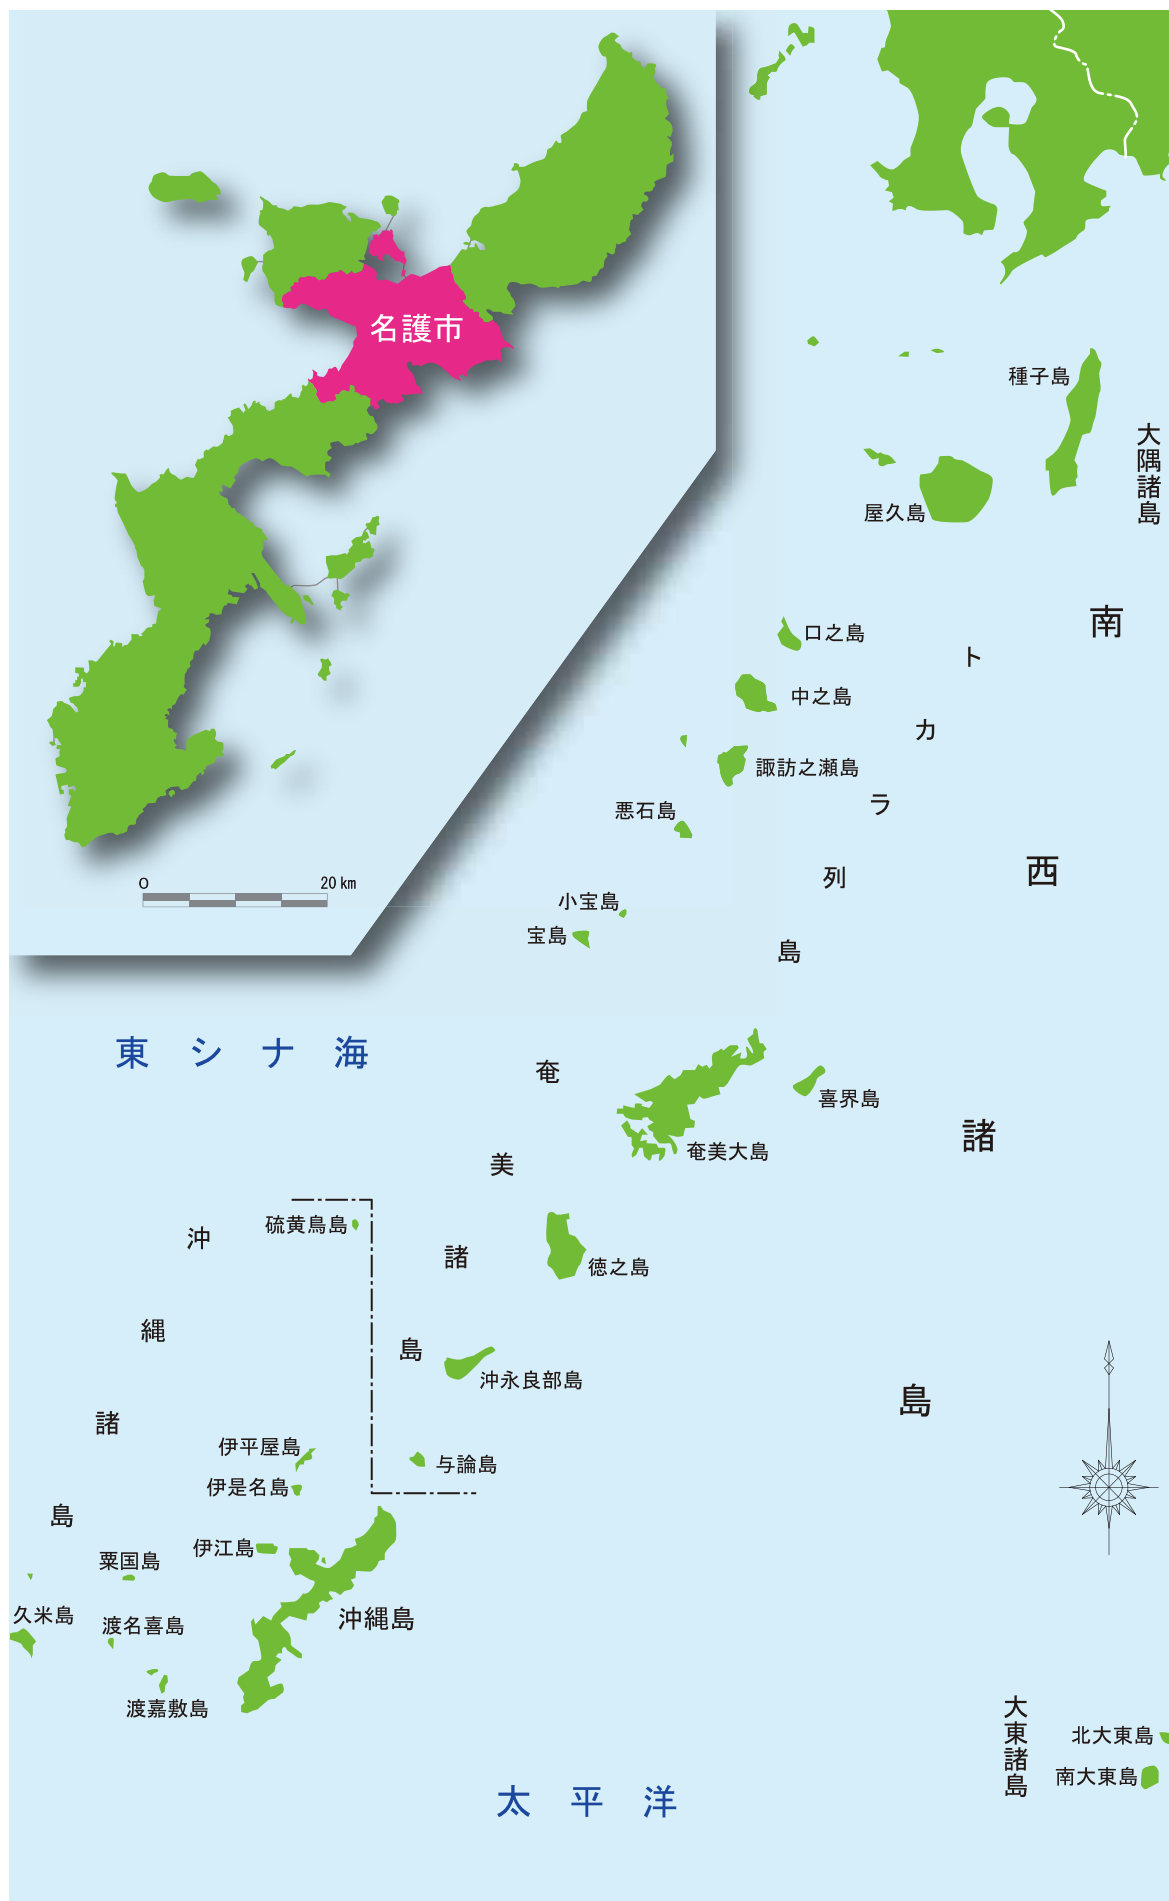 名護市
0 20km
種子島
大隅諸島
屋久島
南西諸島
口之島
トカラ列島
中之島
諏訪之瀬島
悪石島
小宝島
宝島
東シナ海
奄美諸島
喜界島
奄美大島
硫黄鳥島
沖縄諸島
徳之島
沖永良部島
伊平屋島
与論島
伊是名島
伊江島
粟国島
久米島
渡名喜島
沖縄島
渡嘉敷島
大東諸島
北大東島
南大東島
太平洋